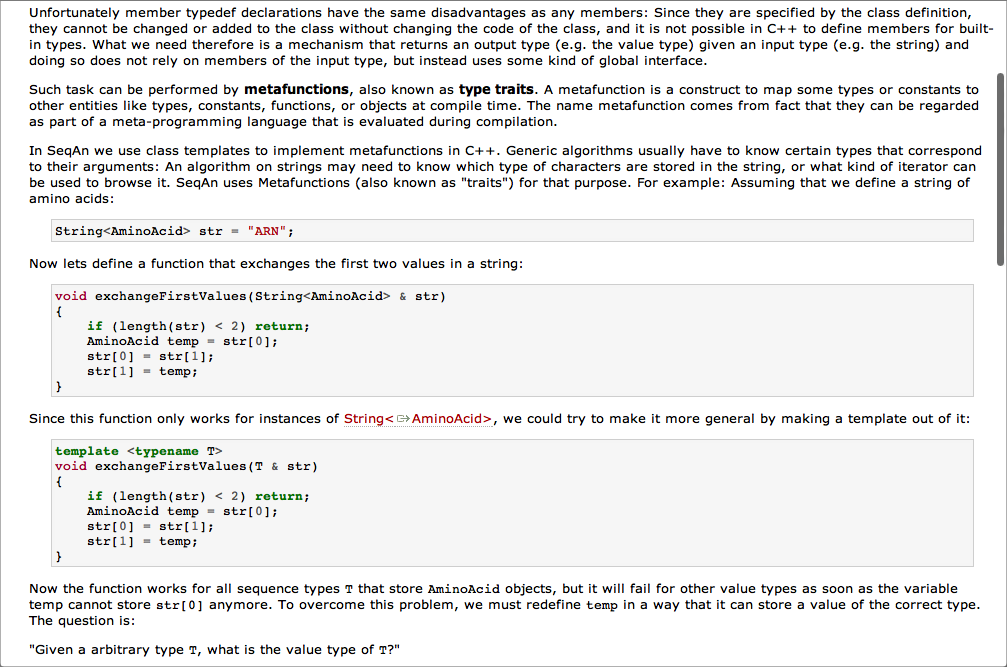 Unfortunately member typedef declarations have the same disadvantages as any members: Since they are specified by the class definition,
they cannot be changed or added to the class without changing the code of the class, and it is not possible in C++ to define members for built-
in types. What we need therefore is a mechanism that returns an output type (e.g. the value type) given an input type (e.g. the string) and
doing so does not rely on members of the input type, but instead uses some kind of global interface.
Such task can be performed by metafunctions, also known as type traits. A metafunction is a construct to map some types or constants to
other entities like types, constants, functions, or objects at compile time. The name metafunction comes from fact that they can be regarded
as part of a meta-programming language that is evaluated during compilation.
In SeqAn we use class templates to implement metafunctions in C++. Generic algorithms usually have to know certain types that correspond
to their arguments: An algorithm on strings may need to know which type of characters are stored in the string, or what kind of iterator can
be used to browse it. SeqAn uses Metafunctions (also known as "traits") for that purpose. For example: Assuming that we define a string of
amino acids:
String<AminoAcid> str = "ARN";
Now lets define a function that exchanges the first two values in a string:
void exchangeFirstValues(String<AminoAcid> & str)
{
    if (length(str) < 2) return;
    AminoAcid temp = str[0];
    str[0] = str[1];
    str[1] = temp;
}
Since this function only works for instances of String<AminoAcid>, we could try to make it more general by making a template out of it:
template <typename T>
void exchangeFirstValues(T & str)
{
    if (length(str) < 2) return;
    AminoAcid temp = str[0];
    str[0] = str[1];
    str[1] = temp;
}
Now the function works for all sequence types T that store AminoAcid objects, but it will fail for other value types as soon as the variable
temp cannot store str[0] anymore. To overcome this problem, we must redefine temp in a way that it can store a value of the correct type.
The question is:
"Given a arbitrary type T, what is the value type of T?"